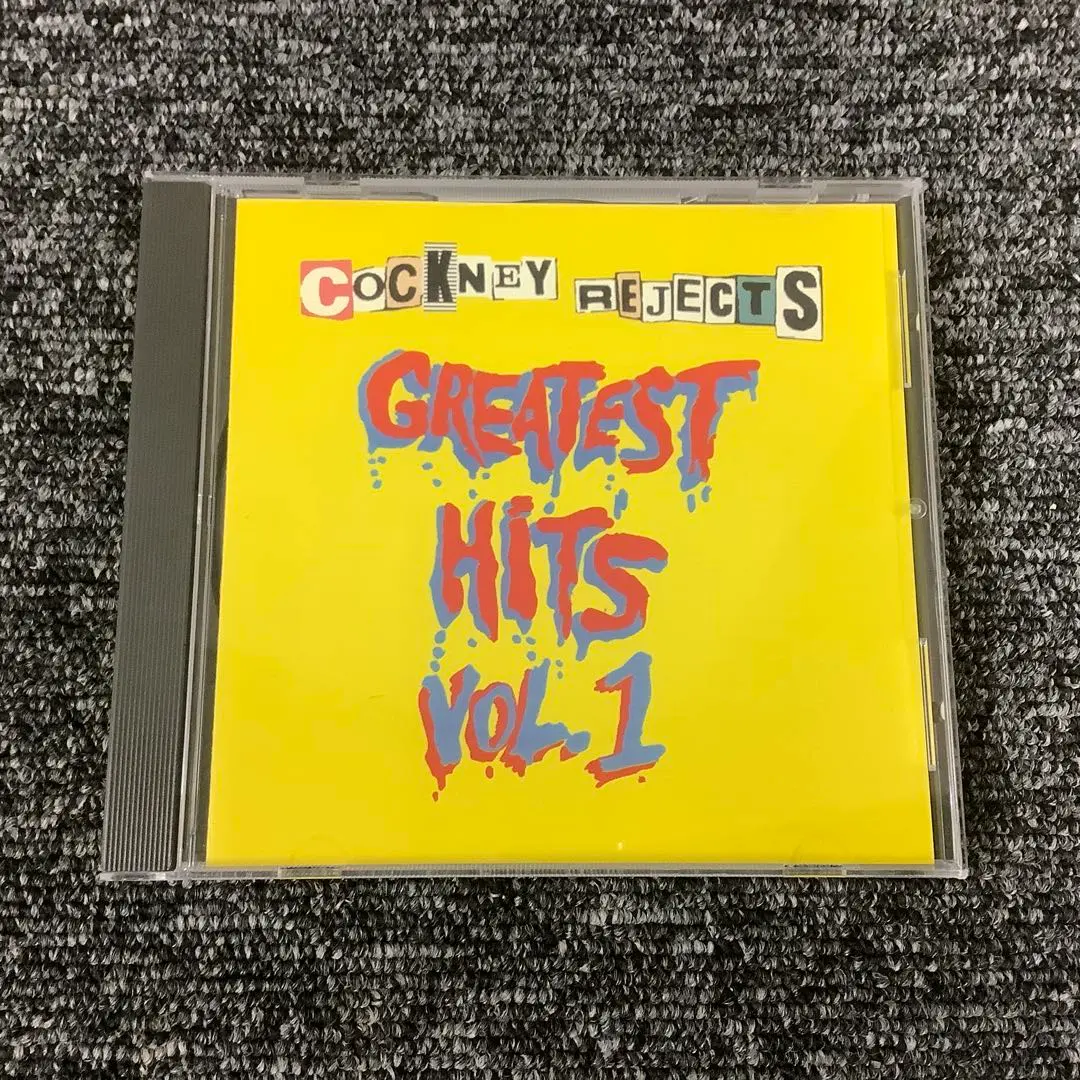 COCKNEY REJECTS
GREATEST
HiTS
VOL. 1